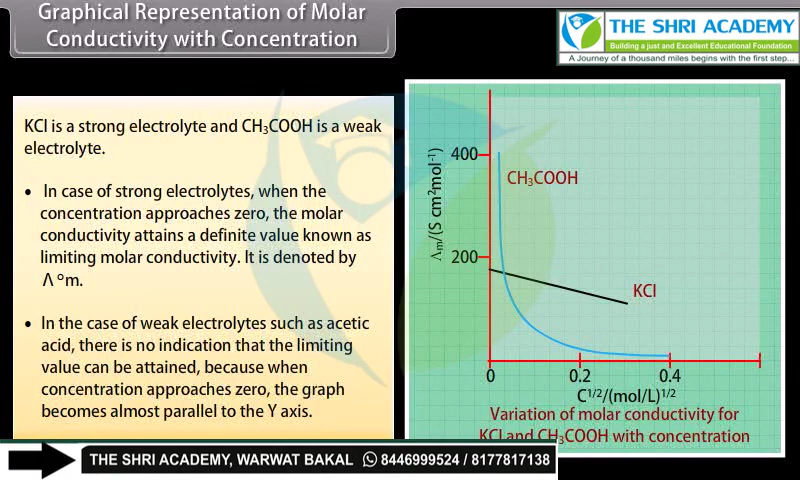 Graphical Representation of Molar
Conductivity with Concentration
THE SHRI ACADEMY
Building a just and Excellent Educational Foundation
A Journey of a thousand miles begins with the first step...
KCl is a strong electrolyte and CH₃COOH is a weak
electrolyte.
• In case of strong electrolytes, when the
concentration approaches zero, the molar
conductivity attains a definite value known as
limiting molar conductivity. It is denoted by
Λ°m.
• In the case of weak electrolytes such as acetic
acid, there is no indication that the limiting
value can be attained, because when
concentration approaches zero, the graph
becomes almost parallel to the Y axis.
Λm/(S cm²mol⁻¹)
400
CH₃COOH
200
KCl
0 0.2 0.4
C¹/²/(mol/L)¹/²
Variation of molar conductivity for
KCl and CH₃COOH with concentration
THE SHRI ACADEMY, WARWAT BAKAL 8446999524 / 8177817138